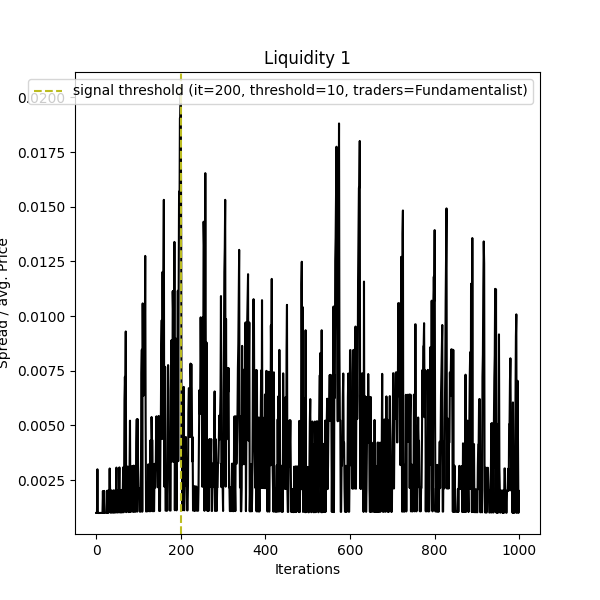 Liquidity 1
signal threshold (it=200, threshold=10, traders=Fundamentalist)
0.0200
0.0175
0.0150
0.0125
0.0100
0.0075
0.0050
0.0025
Spread / avg. Price
0 200 400 600 800 1000
Iterations